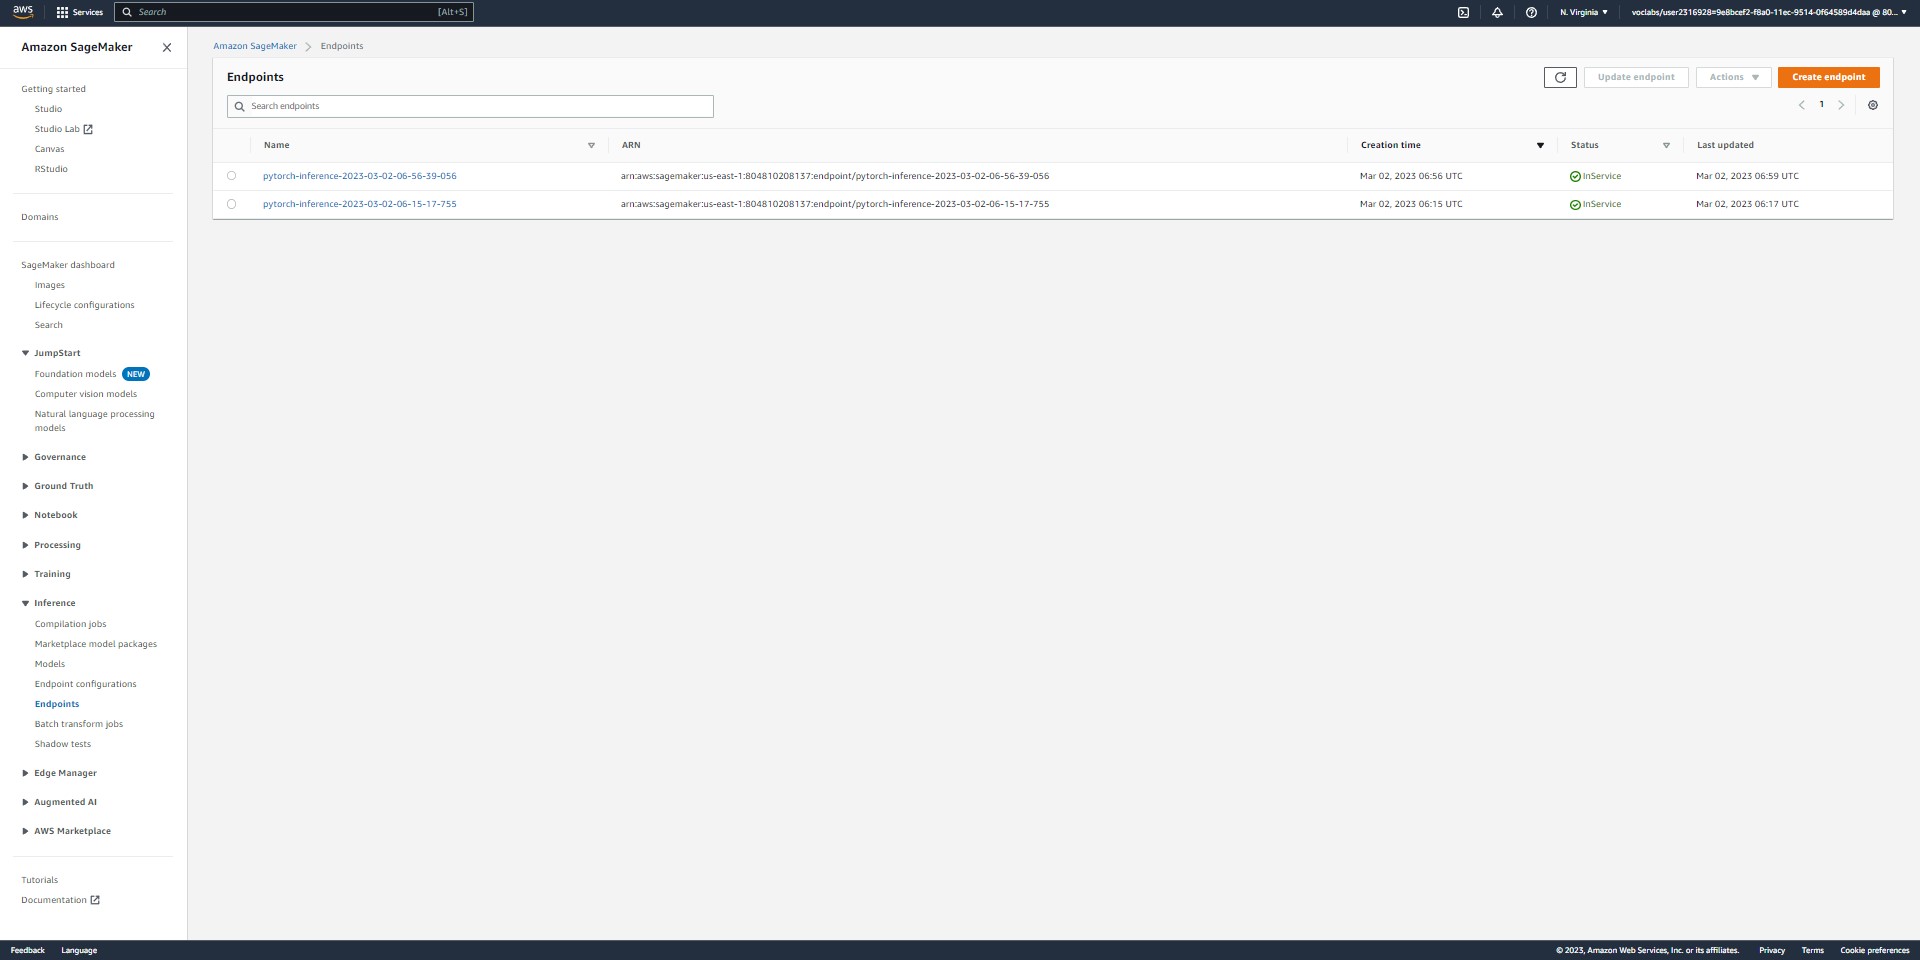 aws
Services
Search
[Alt+S]
N. Virginia
voclabs/user2316928=9e8bcef2-f8a0-11ec-9514-0f64589d4daa @ 80...
Amazon SageMaker
Getting started
Studio
Studio Lab
Canvas
RStudio
Domains
SageMaker dashboard
Images
Lifecycle configurations
Search
JumpStart
Foundation models NEW
Computer vision models
Natural language processing
models
Governance
Ground Truth
Notebook
Processing
Training
Inference
Compilation jobs
Marketplace model packages
Models
Endpoint configurations
Endpoints
Batch transform jobs
Shadow tests
Edge Manager
Augmented AI
AWS Marketplace
Tutorials
Documentation
Amazon SageMaker > Endpoints
Endpoints
Update endpoint
Actions
Create endpoint
Search endpoints
1
Name ARN Creation time Status Last updated
pytorch-inference-2023-03-02-06-56-39-056 arn:aws:sagemaker:us-east-1:804810208137:endpoint/pytorch-inference-2023-03-02-06-56-39-056 Mar 02, 2023 06:56 UTC InService Mar 02, 2023 06:59 UTC
pytorch-inference-2023-03-02-06-15-17-755 arn:aws:sagemaker:us-east-1:804810208137:endpoint/pytorch-inference-2023-03-02-06-15-17-755 Mar 02, 2023 06:15 UTC InService Mar 02, 2023 06:17 UTC
Feedback Language © 2023, Amazon Web Services, Inc. or its affiliates. Privacy Terms Cookie preferences